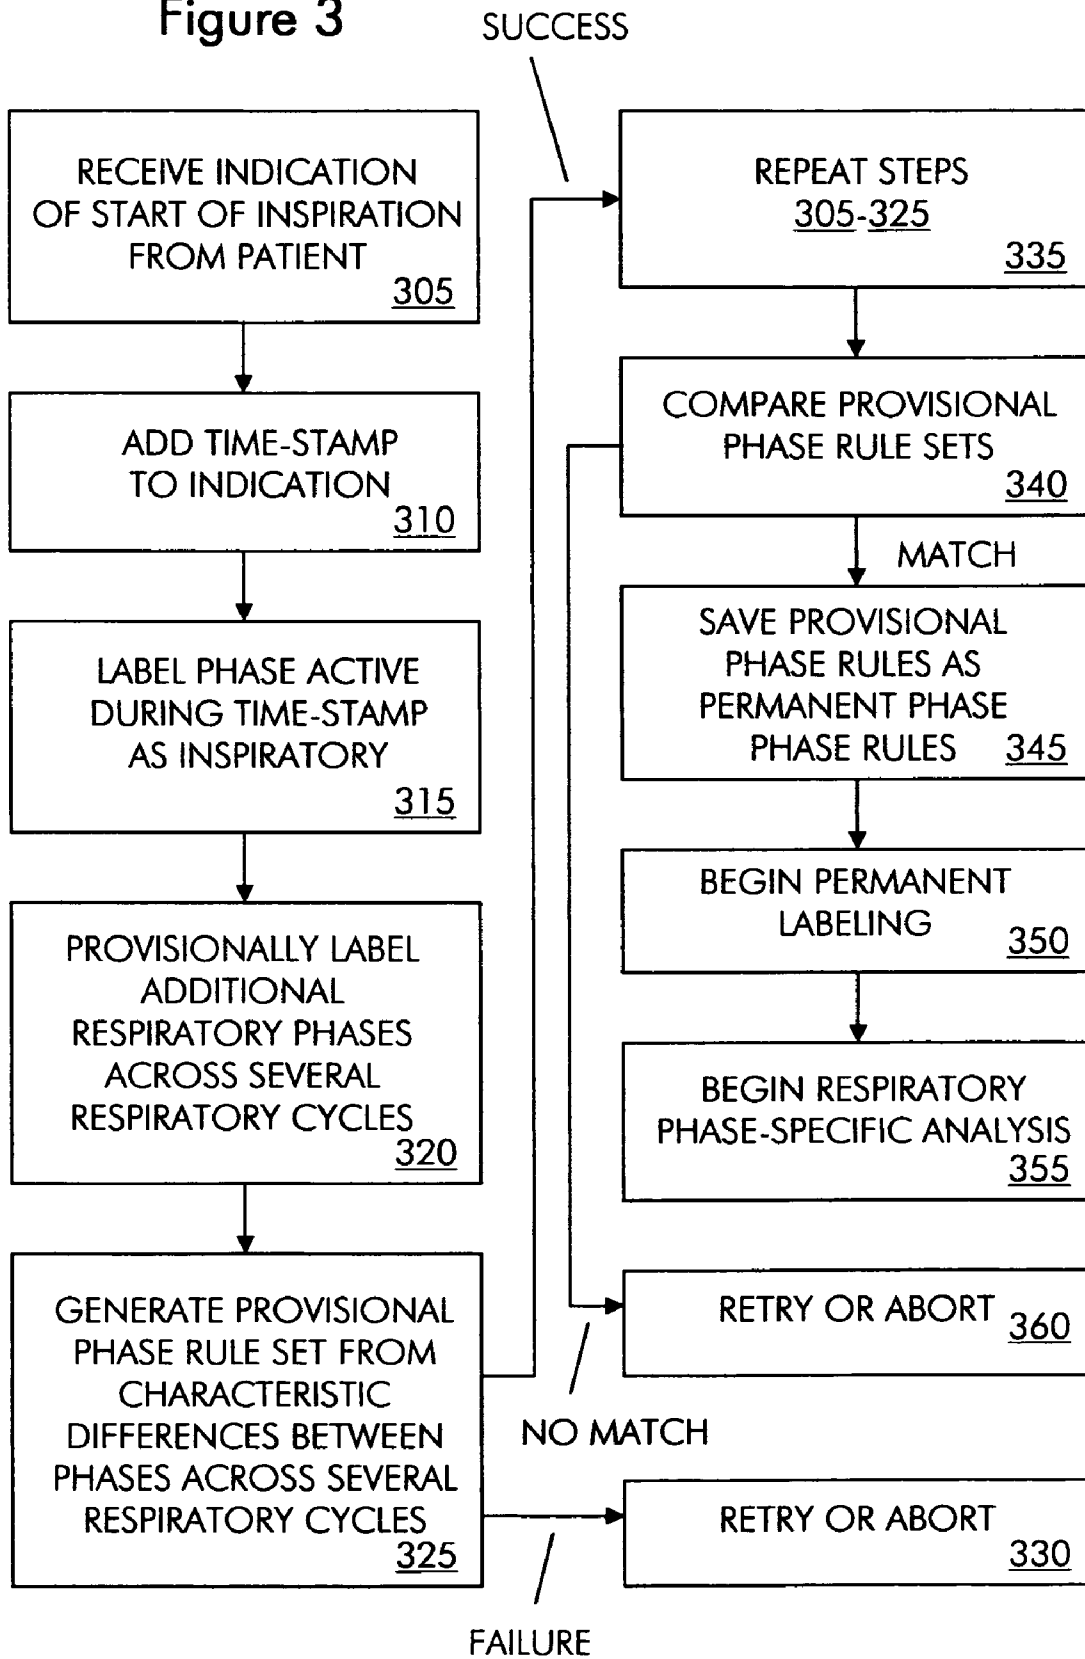 Figure 3
SUCCESS
RECEIVE INDICATION
OF START OF INSPIRATION
FROM PATIENT
305
ADD TIME-STAMP
TO INDICATION
310
LABEL PHASE ACTIVE
DURING TIME-STAMP
AS INSPIRATORY
315
PROVISIONALLY LABEL
ADDITIONAL
RESPIRATORY PHASES
ACROSS SEVERAL
RESPIRATORY CYCLES
320
GENERATE PROVISIONAL
PHASE RULE SET FROM
CHARACTERISTIC
DIFFERENCES BETWEEN
PHASES ACROSS SEVERAL
RESPIRATORY CYCLES
325
REPEAT STEPS
305-325
335
COMPARE PROVISIONAL
PHASE RULE SETS
340
MATCH
SAVE PROVISIONAL
PHASE RULES AS
PERMANENT PHASE
PHASE RULES 345
BEGIN PERMANENT
LABELING
350
BEGIN RESPIRATORY
PHASE-SPECIFIC ANALYSIS
355
RETRY OR ABORT
360
NO MATCH
RETRY OR ABORT
330
FAILURE